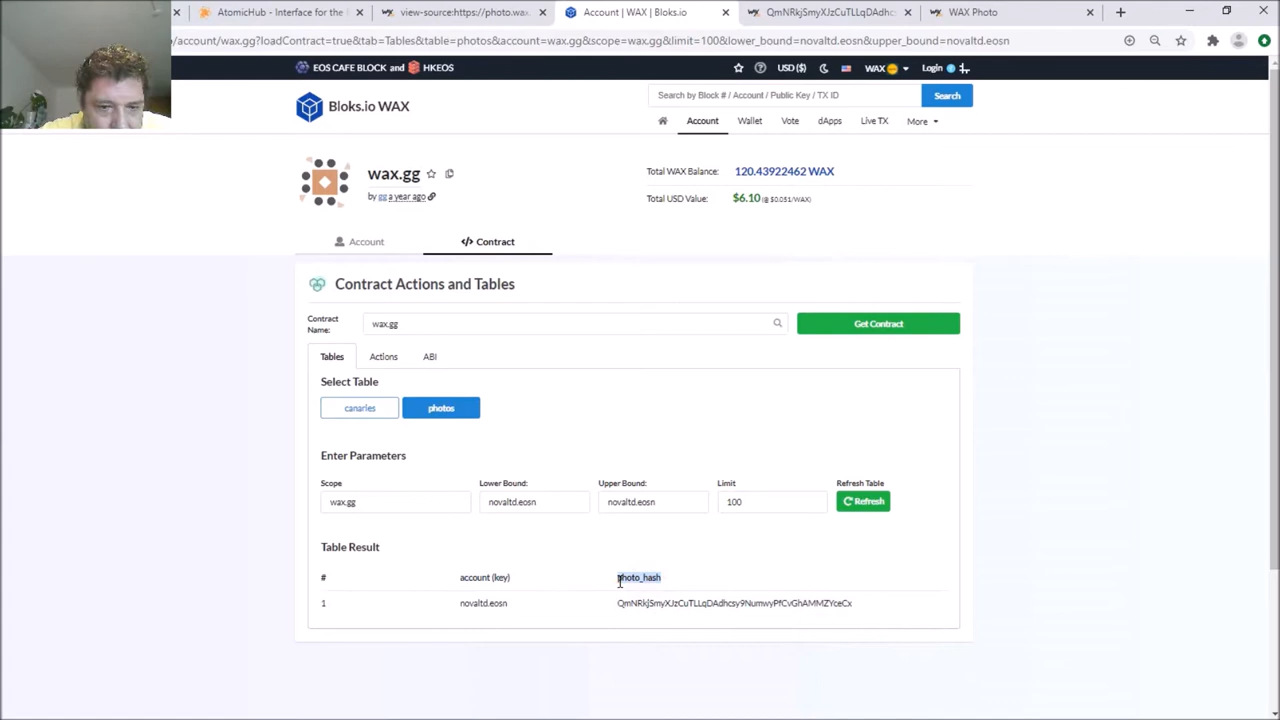 AtomicHub - Interface for the
view-source:https://photo.wax.
Account | WAX | Bloks.io
QmNRkjSmyXJzCuTLLqDAdhcs
WAX Photo
/account/wax.gg?loadContract=true&tab=Tables&table=photos&account=wax.gg&scope=wax.gg&limit=100&lower_bound=novaltd.eosn&upper_bound=novaltd.eosn
EOS CAFE BLOCK and HKEOS
USD ($)
WAX
Login
Bloks.io WAX
Search by Block # / Account / Public Key / TX ID
Search
Account
Wallet
Vote
dApps
Live TX
More
wax.gg
by gg a year ago
Total WAX Balance: 120.43922462 WAX
Total USD Value: $6.10 (@ $0.051/WAX)
Account
Contract
Contract Actions and Tables
Contract Name:
wax.gg
Get Contract
Tables
Actions
ABI
Select Table
canaries
photos
Enter Parameters
Scope
Lower Bound:
Upper Bound:
Limit
Refresh Table
wax.gg
novaltd.eosn
novaltd.eosn
100
Refresh
Table Result
# account (key) photo_hash
1 novaltd.eosn QmNRkjSmyXJzCuTLLqDAdhcsy9NumwyPfCvGhAMMZYceCx